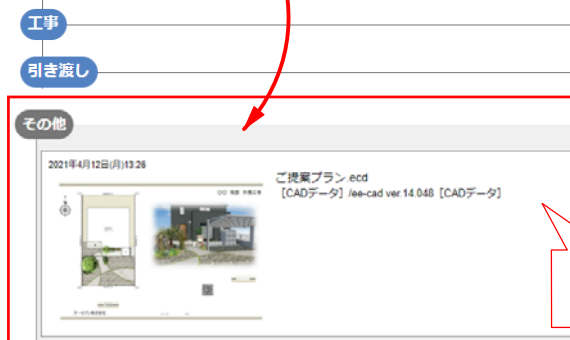 工事
引き渡し
その他
2021年4月12日(月)13:26
ご提案プラン.ecd
[CADデータ] /ee-cad ver.14.048 [CADデータ]